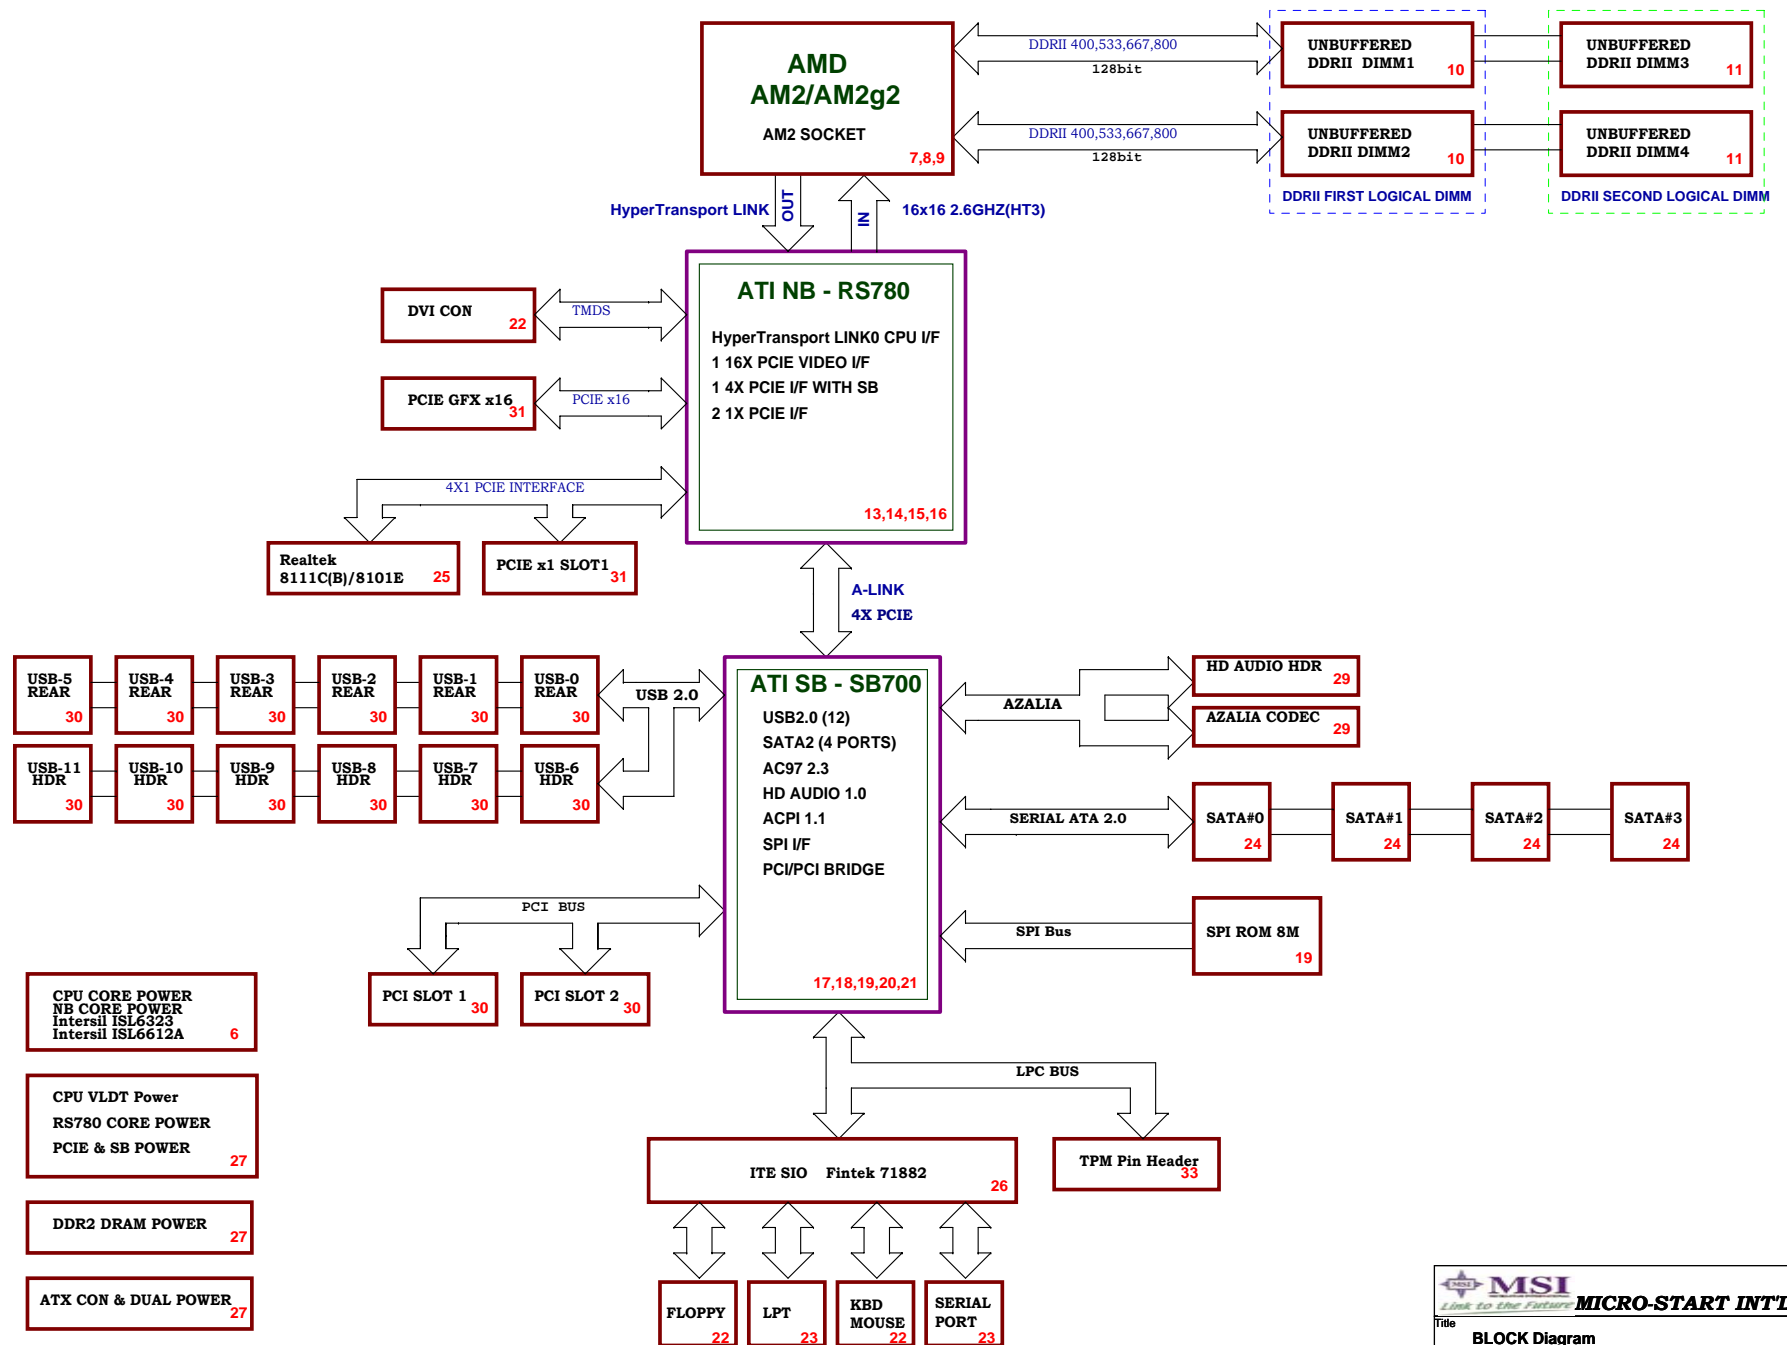 AMD
AM2/AM2g2
AM2 SOCKET
7,8,9
DDRII 400,533,667,800
128bit
DDRII 400,533,667,800
128bit
UNBUFFERED
DDRII DIMM1
10
UNBUFFERED
DDRII DIMM3
11
UNBUFFERED
DDRII DIMM2
10
UNBUFFERED
DDRII DIMM4
11
DDRII FIRST LOGICAL DIMM
DDRII SECOND LOGICAL DIMM
HyperTransport LINK
OUT
IN
16x16 2.6GHZ(HT3)
ATI NB - RS780
HyperTransport LINK0 CPU I/F
1 16X PCIE VIDEO I/F
1 4X PCIE I/F WITH SB
2 1X PCIE I/F
13,14,15,16
DVI CON
22
TMDS
PCIE GFX x16
31
PCIE x16
4X1 PCIE INTERFACE
Realtek
8111C(B)/8101E
25
PCIE x1 SLOT1
31
A-LINK
4X PCIE
USB-5
REAR
30
USB-4
REAR
30
USB-3
REAR
30
USB-2
REAR
30
USB-1
REAR
30
USB-0
REAR
30
USB 2.0
USB-11
HDR
30
USB-10
HDR
30
USB-9
HDR
30
USB-8
HDR
30
USB-7
HDR
30
USB-6
HDR
30
ATI SB - SB700
USB2.0 (12)
SATA2 (4 PORTS)
AC97 2.3
HD AUDIO 1.0
ACPI 1.1
SPI I/F
PCI/PCI BRIDGE
17,18,19,20,21
AZALIA
HD AUDIO HDR
29
AZALIA CODEC
29
SERIAL ATA 2.0
SATA#0
24
SATA#1
24
SATA#2
24
SATA#3
24
SPI Bus
SPI ROM 8M
19
PCI BUS
PCI SLOT 1
30
PCI SLOT 2
30
CPU CORE POWER
NB CORE POWER
Intersil ISL6323
Intersil ISL6612A
6
CPU VLDT Power
RS780 CORE POWER
PCIE & SB POWER
27
DDR2 DRAM POWER
27
ATX CON & DUAL POWER
27
LPC BUS
ITE SIO Fintek 71882
26
TPM Pin Header
33
FLOPPY
22
LPT
23
KBD
MOUSE
22
SERIAL
PORT
23
MSI
Link to the Future
MICRO-START INT'L
Title
BLOCK Diagram